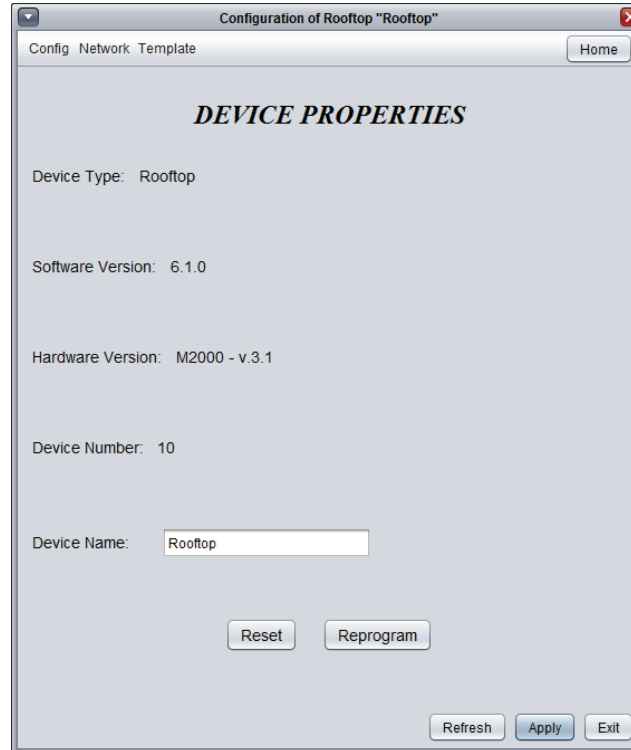 Configuration of Rooftop "Rooftop"
Config Network Template Home
DEVICE PROPERTIES
Device Type: Rooftop
Software Version: 6.1.0
Hardware Version: M2000 - v.3.1
Device Number: 10
Device Name: Rooftop
Reset Reprogram
Refresh Apply Exit